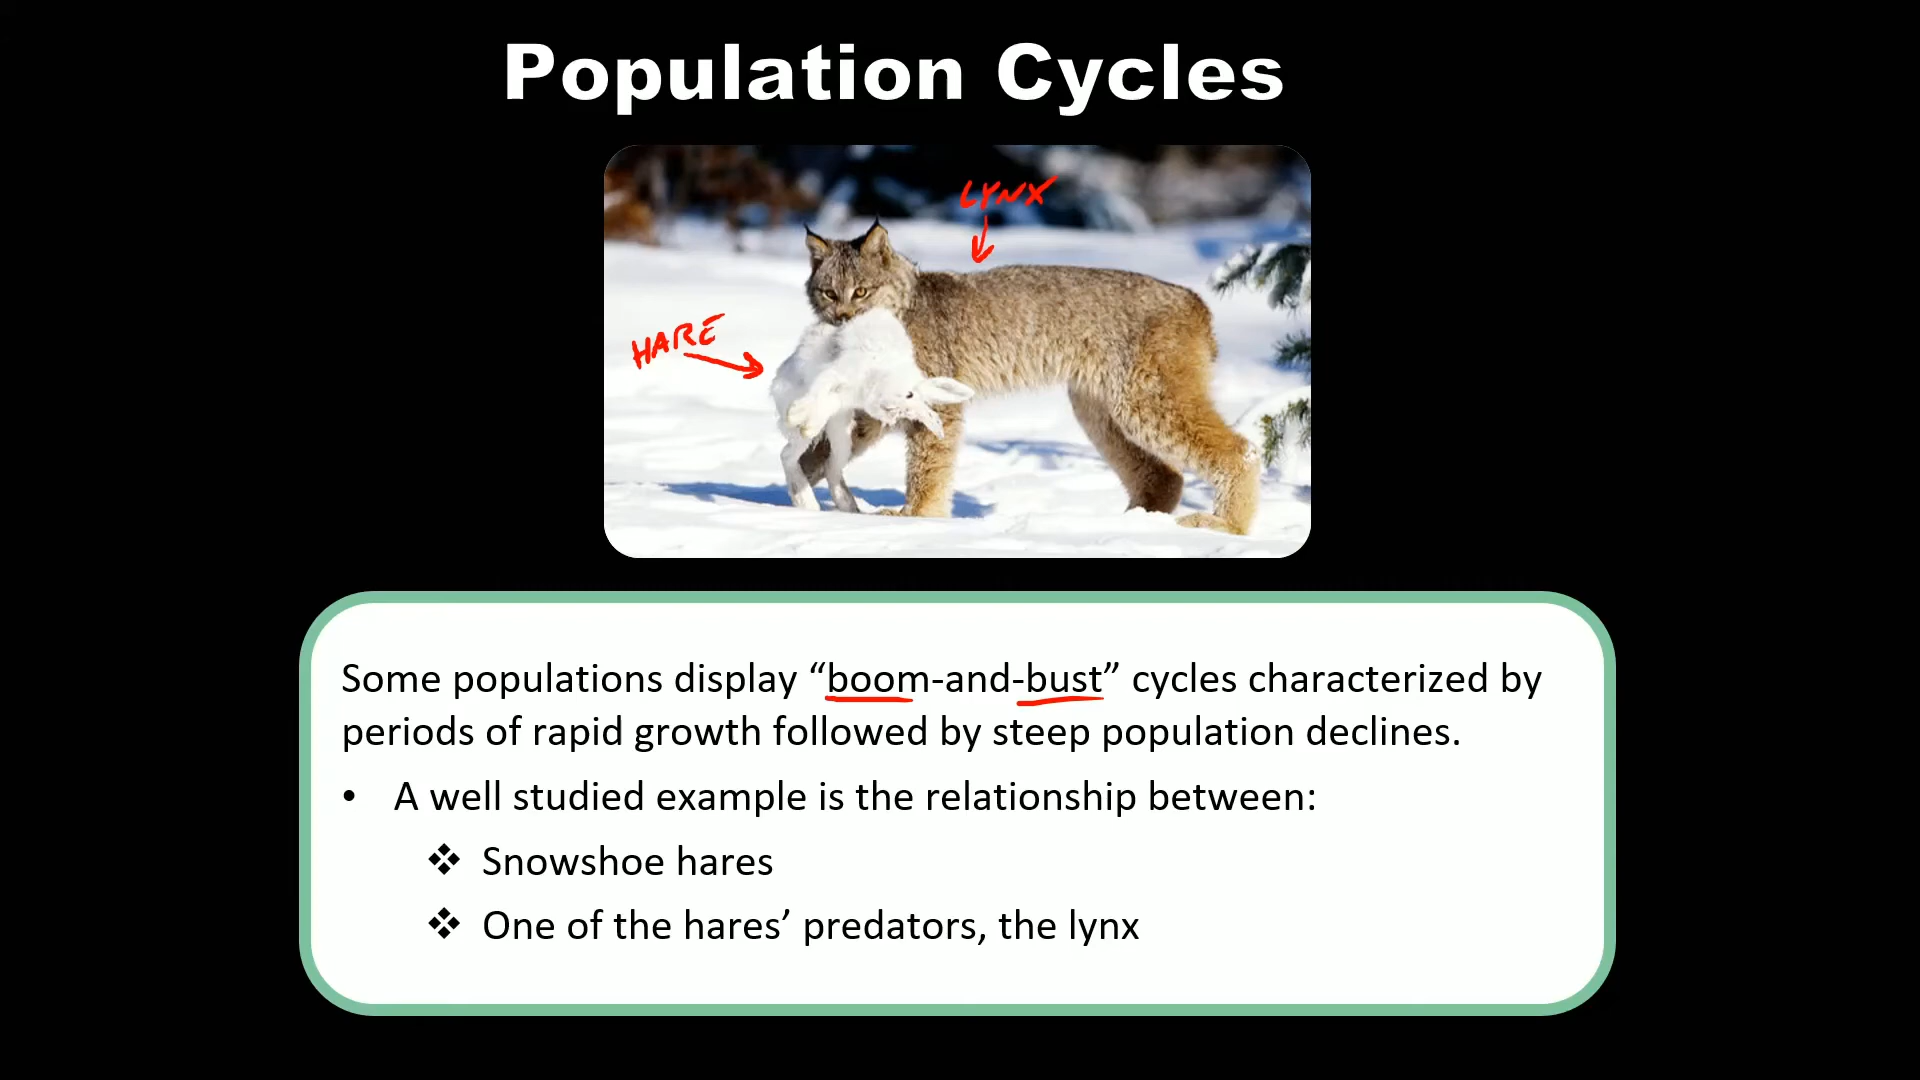 Population Cycles
LYNX
HARE
Some populations display “boom-and-bust” cycles characterized by
periods of rapid growth followed by steep population declines.
• A well studied example is the relationship between:
❖ Snowshoe hares
❖ One of the hares’ predators, the lynx